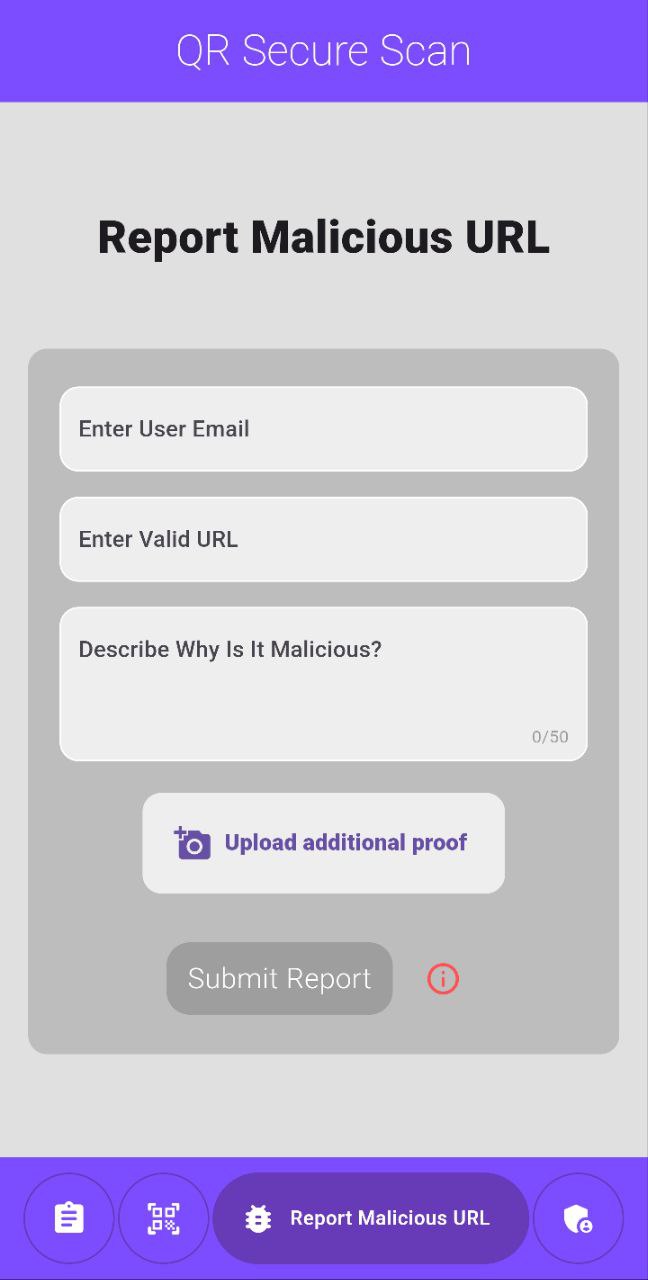 QR Secure Scan
Report Malicious URL
Enter User Email
Enter Valid URL
Describe Why Is It Malicious?
0/50
Upload additional proof
Submit Report
Report Malicious URL